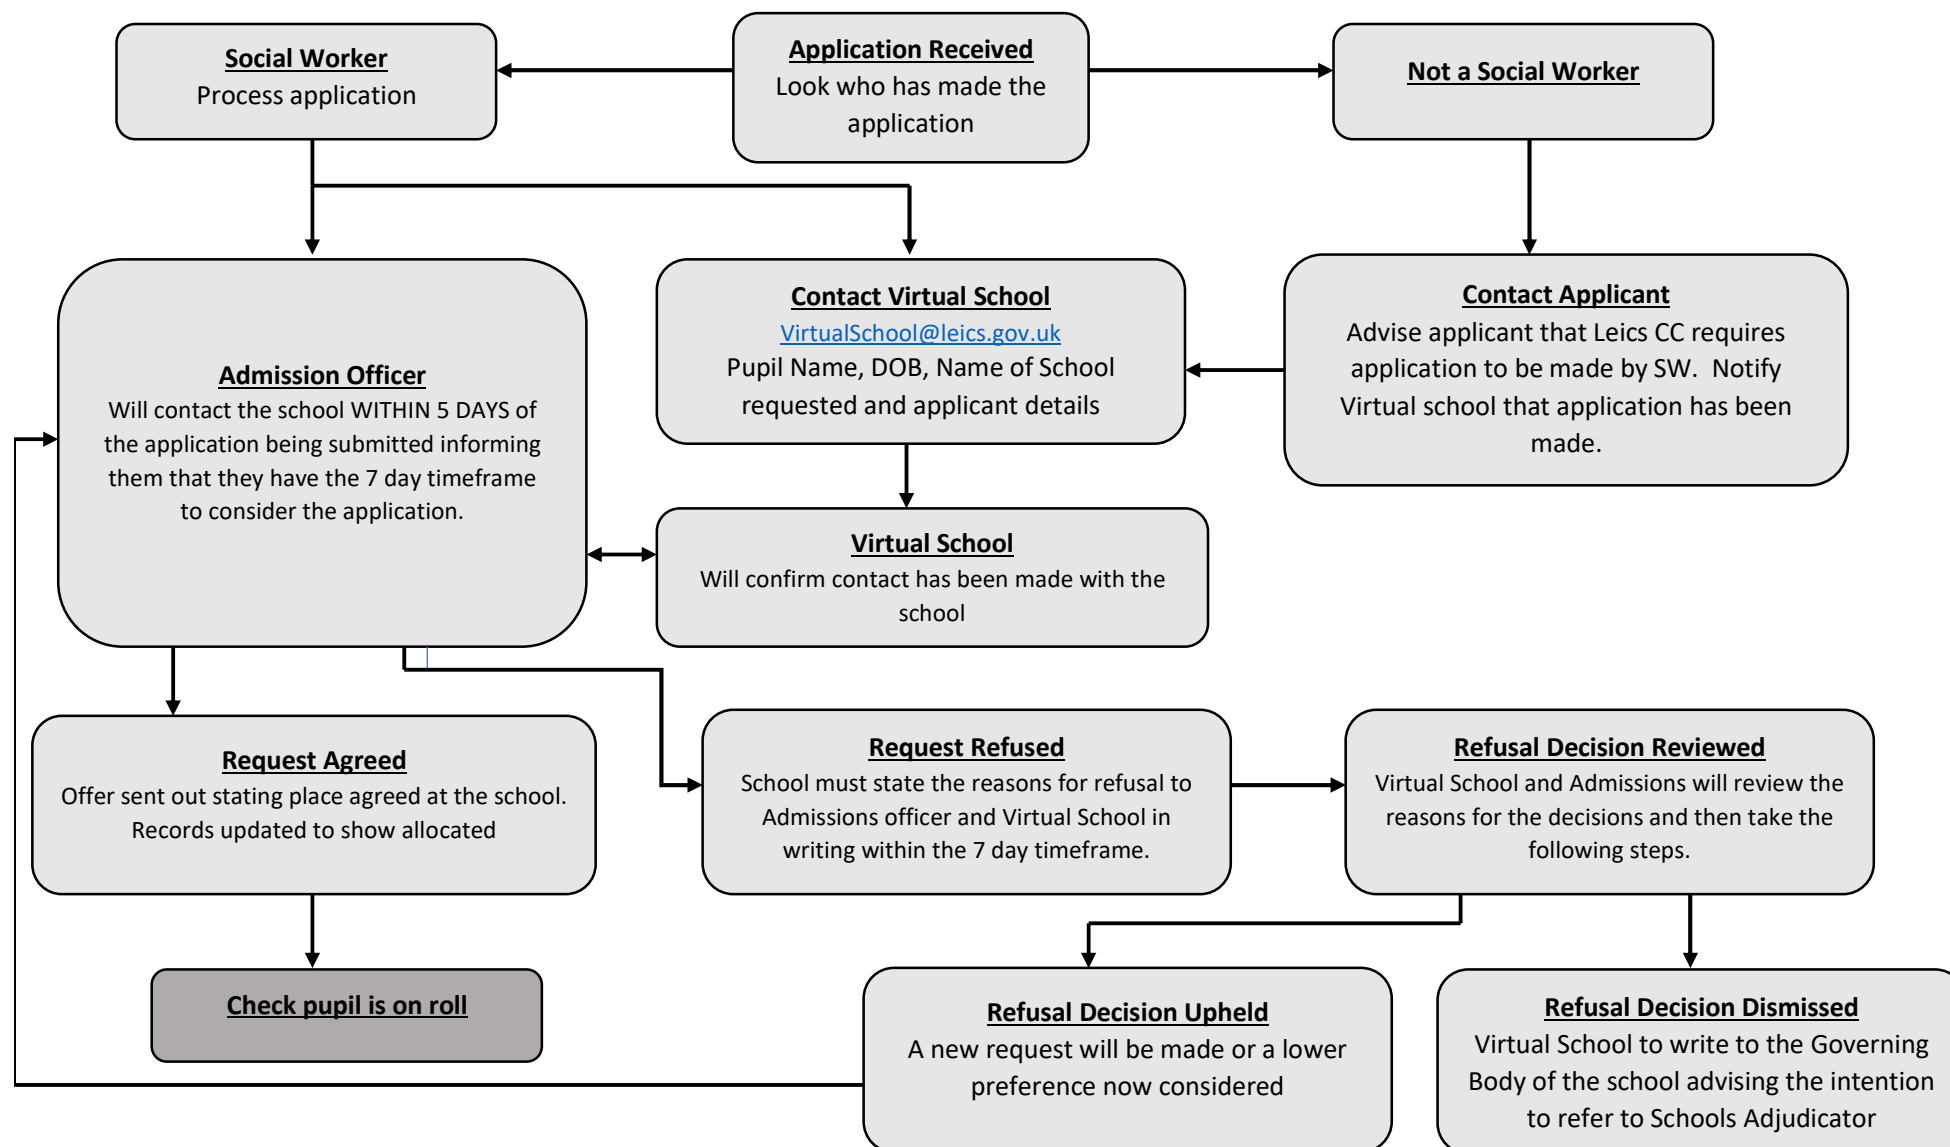 Social Worker
Process application
Application Received
Look who has made the
application
Not a Social Worker
Admission Officer
Will contact the school WITHIN 5 DAYS of
the application being submitted informing
them that they have the 7 day timeframe
to consider the application.
Contact Virtual School
VirtualSchool@leics.gov.uk
Pupil Name, DOB, Name of School
requested and applicant details
Contact Applicant
Advise applicant that Leics CC requires
application to be made by SW.  Notify
Virtual school that application has been
made.
Virtual School
Will confirm contact has been made with the
school
Request Agreed
Offer sent out stating place agreed at the school.
Records updated to show allocated
Request Refused
School must state the reasons for refusal to
Admissions officer and Virtual School in
writing within the 7 day timeframe.
Refusal Decision Reviewed
Virtual School and Admissions will review the
reasons for the decisions and then take the
following steps.
Check pupil is on roll
Refusal Decision Upheld
A new request will be made or a lower
preference now considered
Refusal Decision Dismissed
Virtual School to write to the Governing
Body of the school advising the intention
to refer to Schools Adjudicator